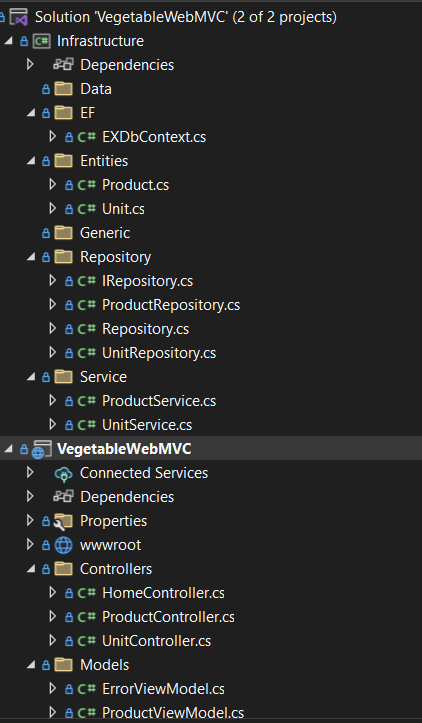 Solution 'VegetableWebMVC' (2 of 2 projects)
C# Infrastructure
Dependencies
Data
EF
C# EXDbContext.cs
Entities
C# Product.cs
C# Unit.cs
Generic
Repository
C# IRepository.cs
C# ProductRepository.cs
C# Repository.cs
C# UnitRepository.cs
Service
C# ProductService.cs
C# UnitService.cs
VegetableWebMVC
Connected Services
Dependencies
Properties
wwwroot
Controllers
C# HomeController.cs
C# ProductController.cs
C# UnitController.cs
Models
C# ErrorViewModel.cs
C# ProductViewModel.cs